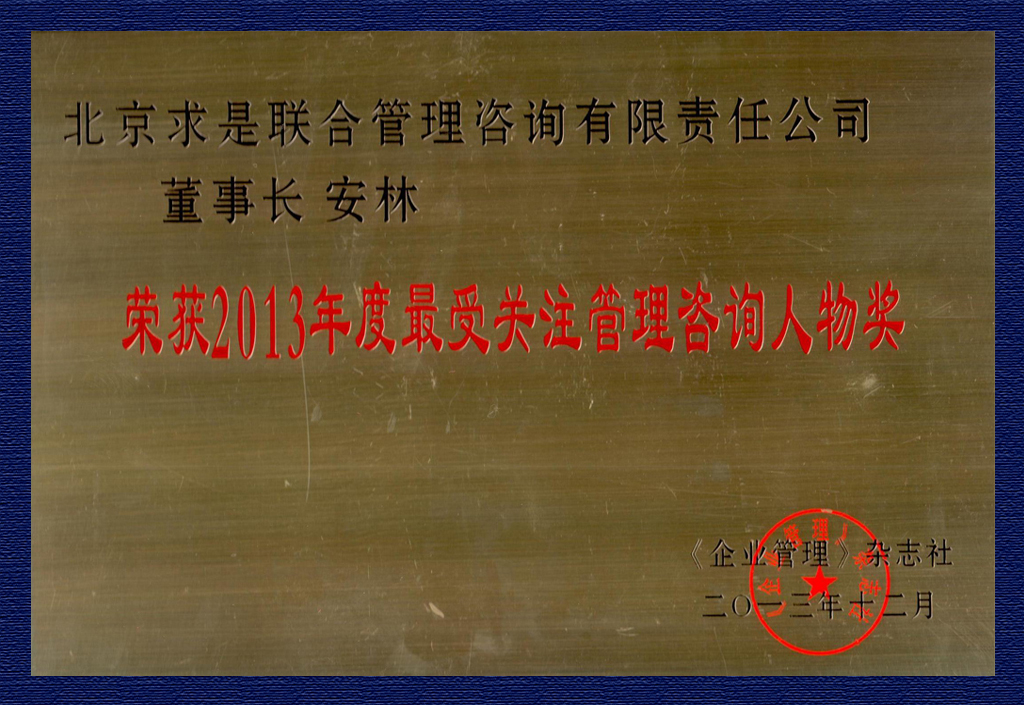 北京求是联合管理咨询有限责任公司
董事长 安林
荣获2013年度最受关注管理咨询人物奖
《企业管理》杂志社
二〇一三年十二月